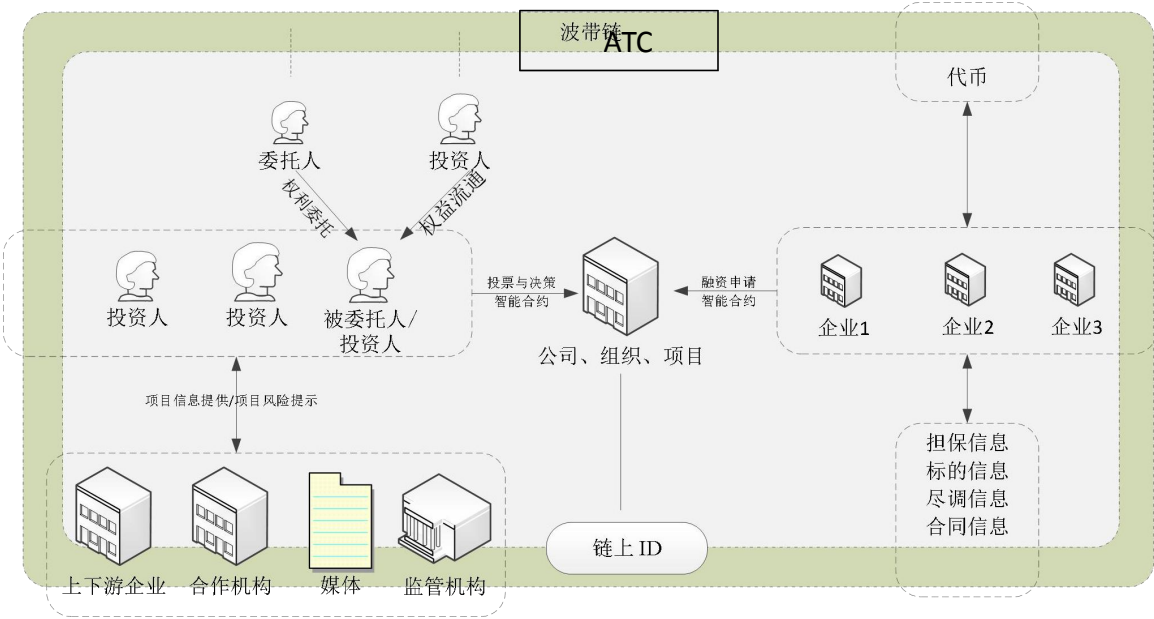 波带链
ATC
代币
委托人
投资人
权利委托
权益流通
投资人
投资人
被委托人/
投资人
投票与决策
智能合约
融资申请
智能合约
企业1
企业2
企业3
公司、组织、项目
项目信息提供/项目风险提示
担保信息
标的信息
尽调信息
合同信息
链上 ID
上下游企业
合作机构
媒体
监管机构